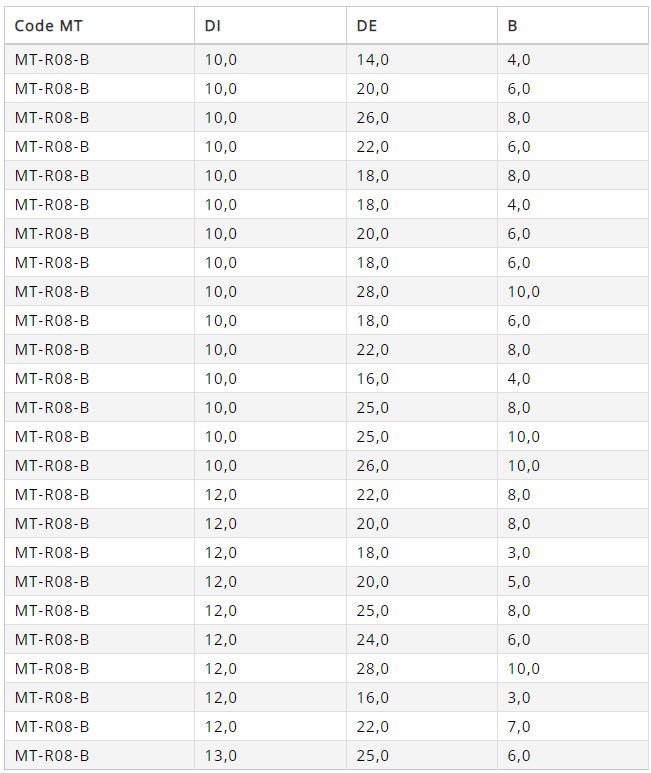 Code MT DI DE B
MT-R08-B 10,0 14,0 4,0
MT-R08-B 10,0 20,0 6,0
MT-R08-B 10,0 26,0 8,0
MT-R08-B 10,0 22,0 6,0
MT-R08-B 10,0 18,0 8,0
MT-R08-B 10,0 18,0 4,0
MT-R08-B 10,0 20,0 6,0
MT-R08-B 10,0 18,0 6,0
MT-R08-B 10,0 28,0 10,0
MT-R08-B 10,0 18,0 6,0
MT-R08-B 10,0 22,0 8,0
MT-R08-B 10,0 16,0 4,0
MT-R08-B 10,0 25,0 8,0
MT-R08-B 10,0 25,0 10,0
MT-R08-B 10,0 26,0 10,0
MT-R08-B 12,0 22,0 8,0
MT-R08-B 12,0 20,0 8,0
MT-R08-B 12,0 18,0 3,0
MT-R08-B 12,0 20,0 5,0
MT-R08-B 12,0 25,0 8,0
MT-R08-B 12,0 24,0 6,0
MT-R08-B 12,0 28,0 10,0
MT-R08-B 12,0 16,0 3,0
MT-R08-B 12,0 22,0 7,0
MT-R08-B 13,0 25,0 6,0